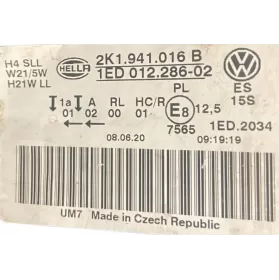 H4 SLL
W21/5W
H21W LL
HELLA
2K1.941.016 B
1ED 012.286-02
VW
PL
ES
15S
1a A RL HC/R
01 02 00 01
E8 12,5
7565 1ED.2034
08.06.20 09:19:19
UM7 Made in Czech Republic